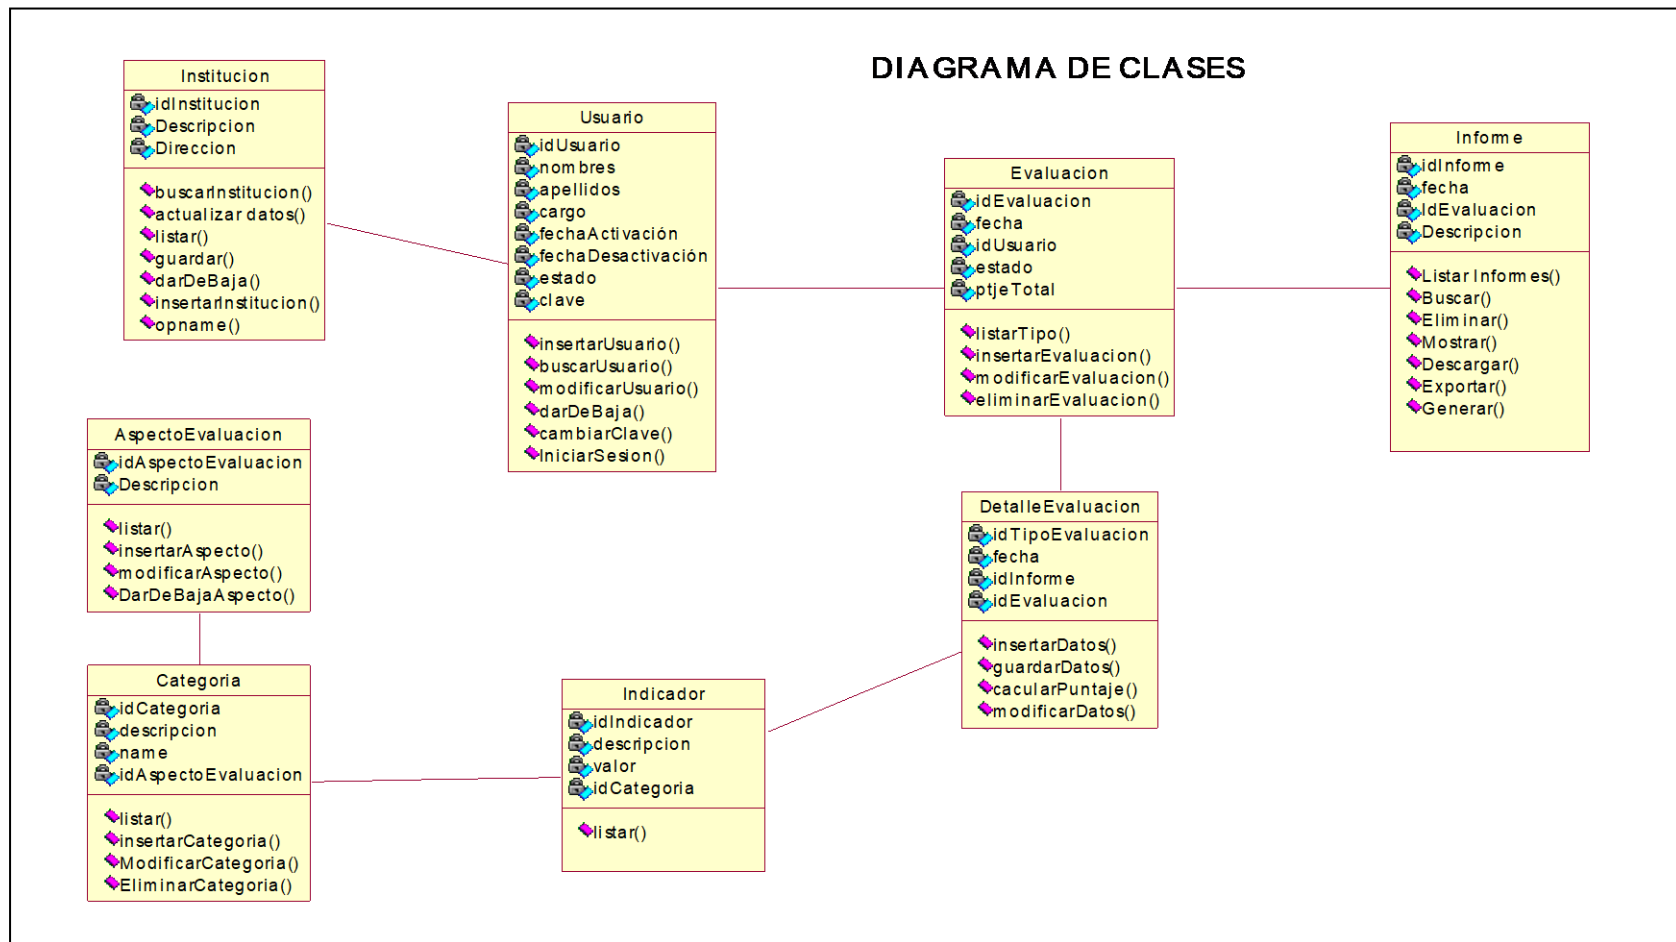 DIAGRAMA DE CLASES
Institucion
idInstitucion
Descripcion
Direccion
buscarInstitucion()
actualizar datos()
listar()
guardar()
darDeBaja()
insertarInstitucion()
opname()
Usuario
idUsuario
nombres
apellidos
cargo
fechaActivación
fechaDesactivación
estado
clave
insertarUsuario()
buscarUsuario()
modificarUsuario()
darDeBaja()
cambiarClave()
IniciarSesion()
Evaluacion
idEvaluacion
fecha
idUsuario
estado
ptjeTotal
listarTipo()
insertarEvaluacion()
modificarEvaluacion()
eliminarEvaluacion()
Informe
idInforme
fecha
IdEvaluacion
Descripcion
Listar Informes()
Buscar()
Eliminar()
Mostrar()
Descargar()
Exportar()
Generar()
AspectoEvaluacion
idAspectoEvaluacion
Descripcion
listar()
insertarAspecto()
modificarAspecto()
DarDeBajaAspecto()
DetalleEvaluacion
idTipoEvaluacion
fecha
idInforme
idEvaluacion
insertarDatos()
guardarDatos()
cacularPuntaje()
modificarDatos()
Categoria
idCategoria
descripcion
name
idAspectoEvaluacion
listar()
insertarCategoria()
ModificarCategoria()
EliminarCategoria()
Indicador
idIndicador
descripcion
valor
idCategoria
listar()